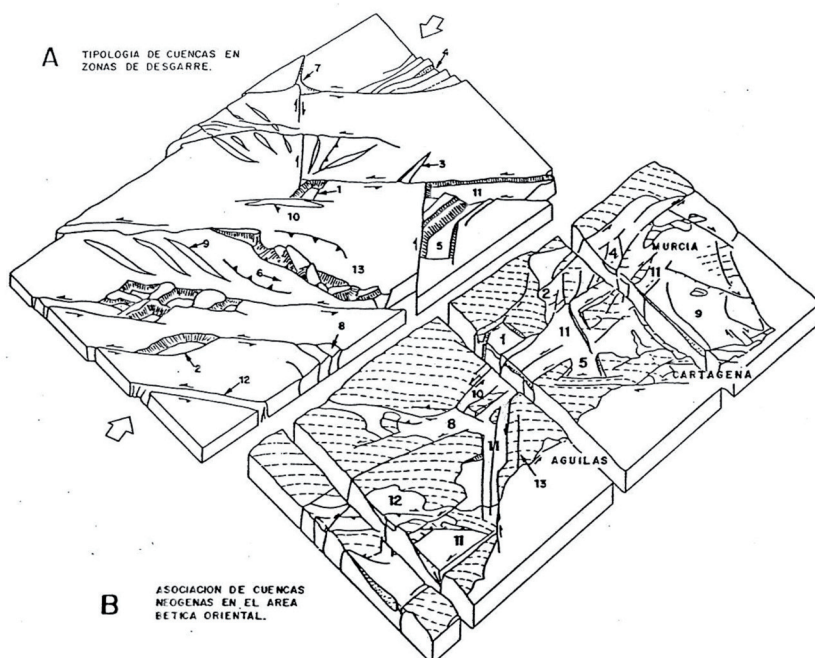 A
TIPOLOGIA DE CUENCAS EN
ZONAS DE DESGARRE.
7
4
3
1
11
10
5
9
6
13
8
2
12
MURCIA
4
11
2
9
1
11
5
CARTAGENA
10
8
11
AGUILAS
13
12
11
B
ASOCIACION DE CUENCAS
NEOGENAS EN EL AREA
BETICA ORIENTAL.